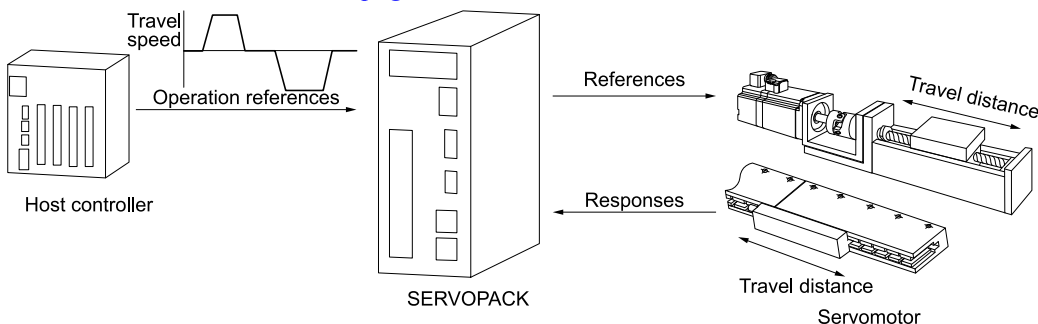 Travel
speed
Operation references
Host controller
SERVOPACK
References
Responses
Travel distance
Travel distance
Servomotor